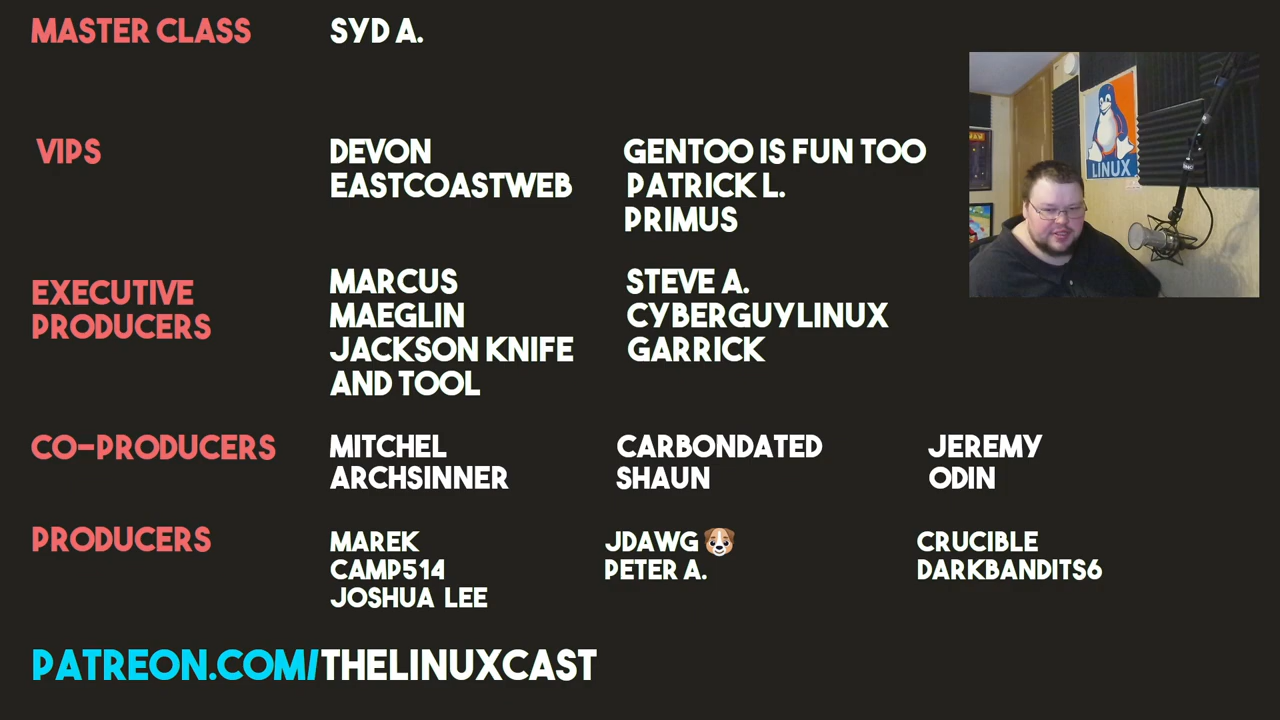 MASTER CLASS SYD A.
VIPS DEVON GENTOO IS FUN TOO
EASTCOASTWEB PATRICK L.
PRIMUS
EXECUTIVE PRODUCERS
MARCUS STEVE A.
MAEGLIN CYBERGUYLINUX
JACKSON KNIFE GARRICK
AND TOOL
CO-PRODUCERS MITCHEL CARBONDATED JEREMY
ARCHSINNER SHAUN ODIN
PRODUCERS MAREK JDAWG🐶 CRUCIBLE
CAMP514 PETER A. DARKBANDITS6
JOSHUA LEE
PATREON.COM/THELINUXCAST
LINUX